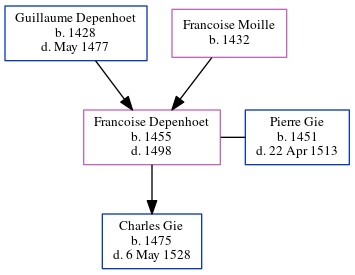 Guillaume Depenhoet
b. 1428
d. May 1477
Francoise Moille
b. 1432
Francoise Depenhoet
b. 1455
d. 1498
Pierre Gie
b. 1451
d. 22 Apr 1513
Charles Gie
b. 1475
d. 6 May 1528